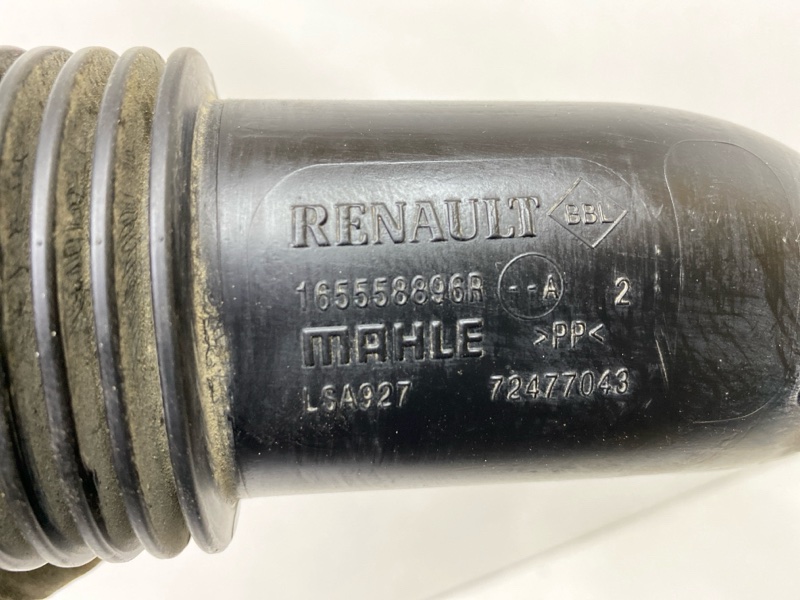 RENAULT BBL
165558896R --A 2
MAHLE >PP<
LSA927 72477043